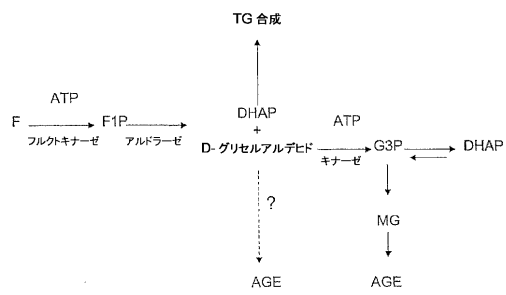 TG 合成
ATP
F
フルクトキナーゼ
F1P
アルドラーゼ
DHAP
+
D-グリセルアルデヒド
ATP
キナーゼ
G3P
DHAP
?
MG
AGE
AGE